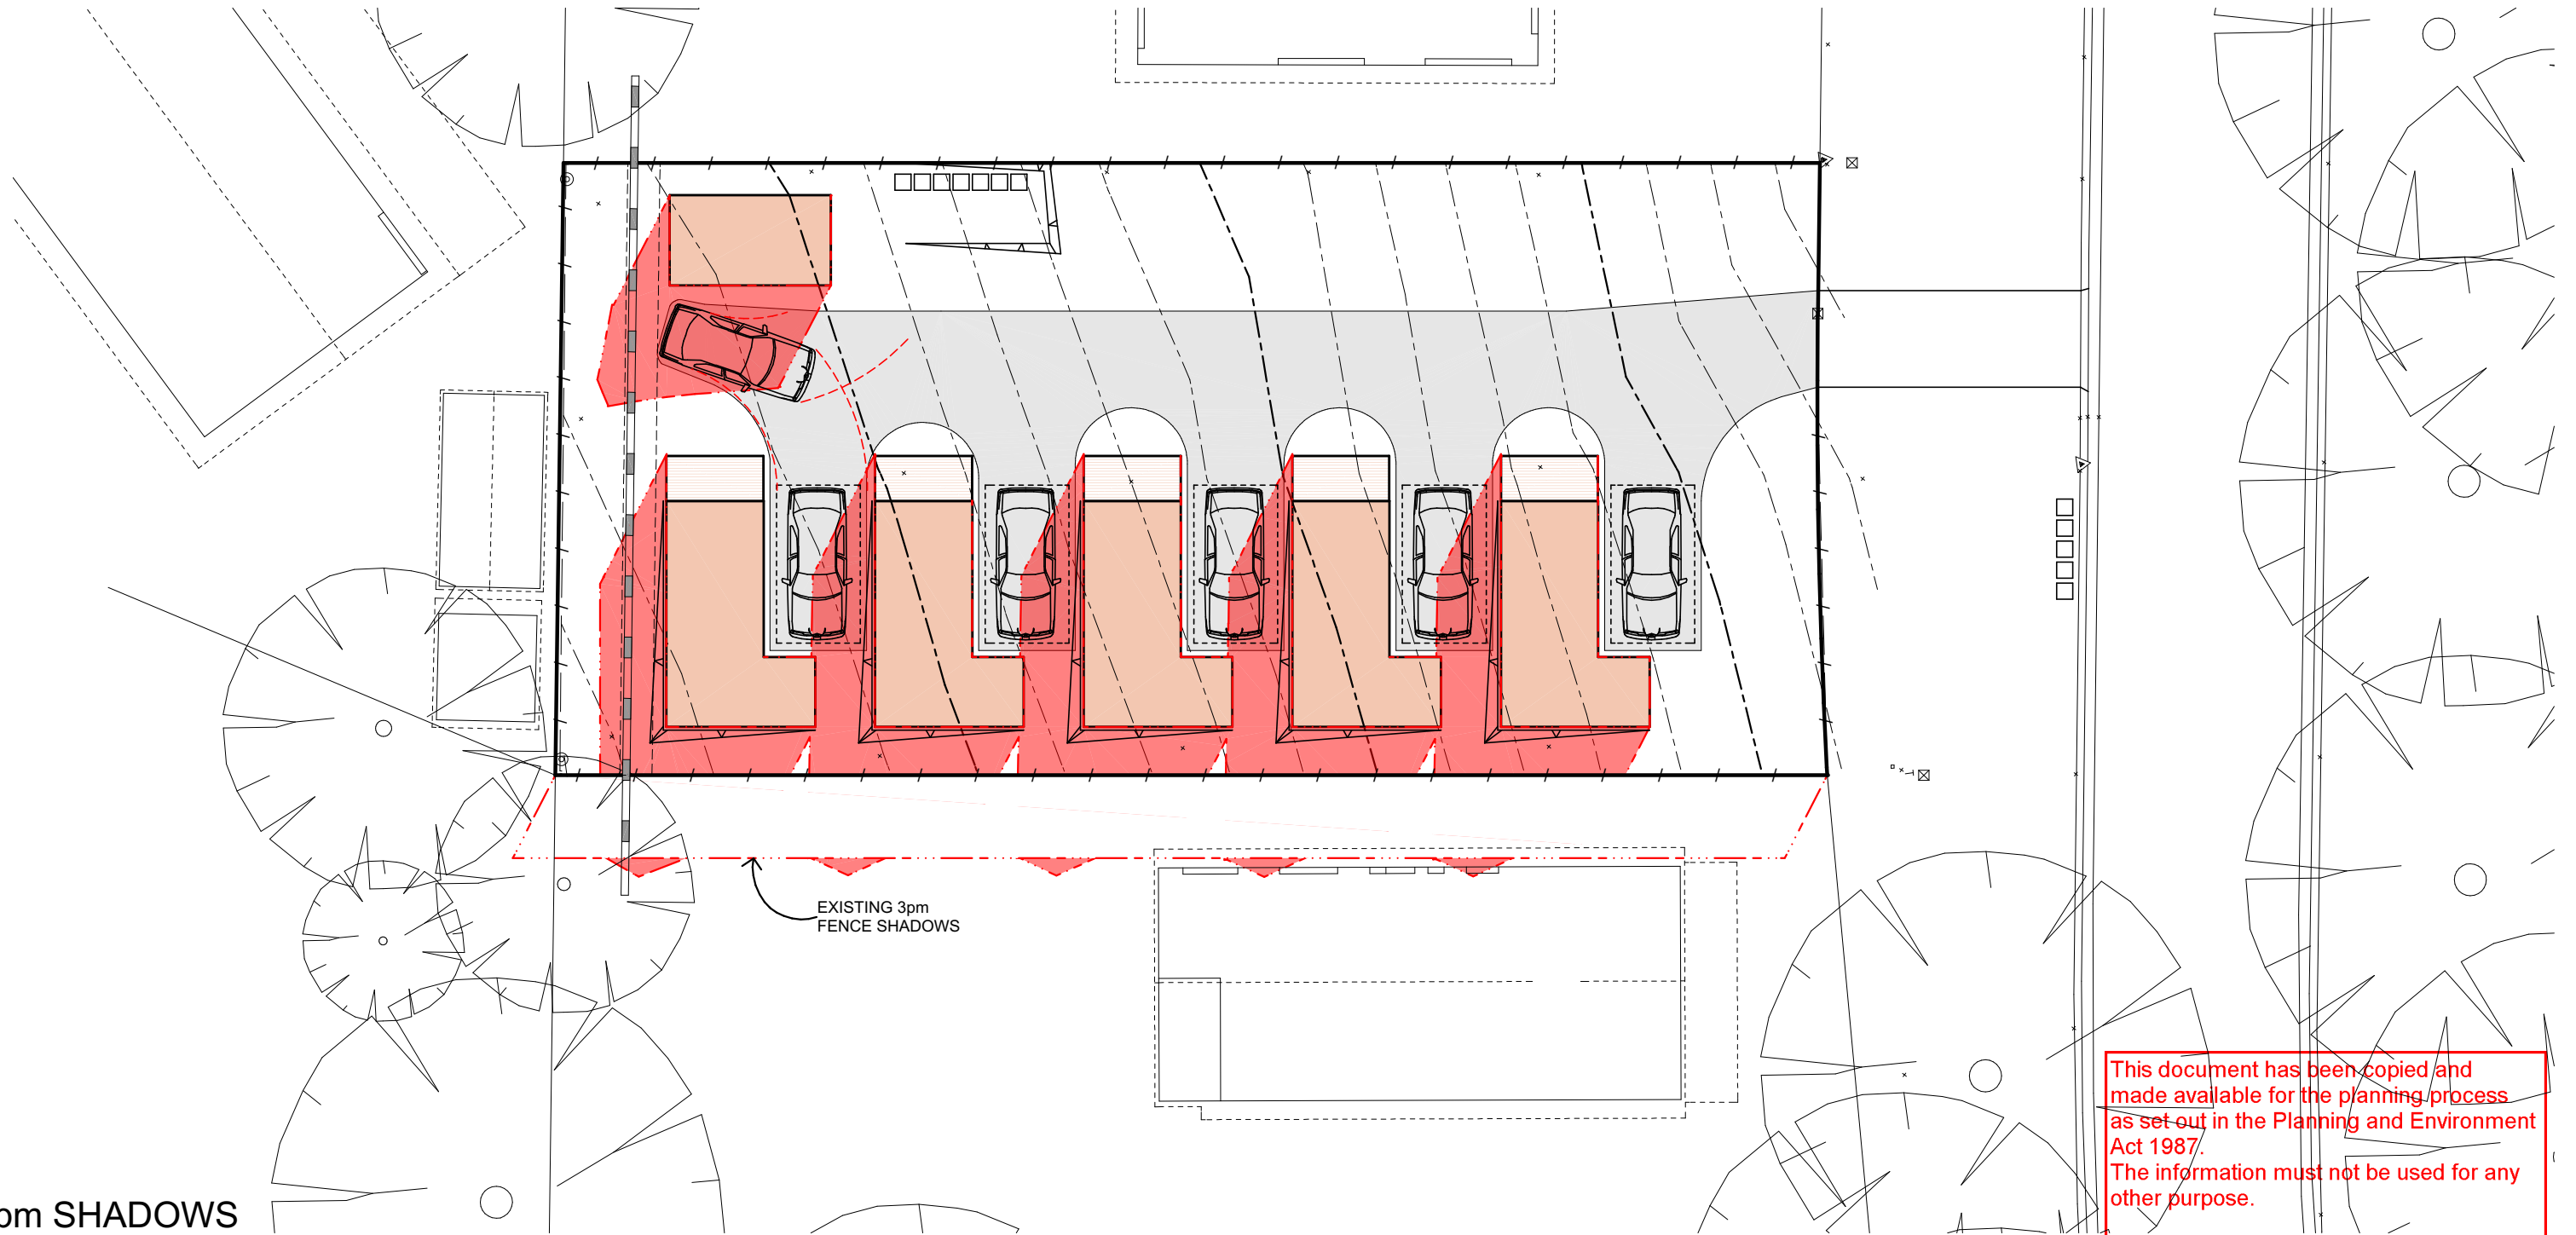 EXISTING 3pm
FENCE SHADOWS
This document has been copied and
made available for the planning process
as set out in the Planning and Environment
Act 1987.
The information must not be used for any
other purpose.
pm SHADOWS